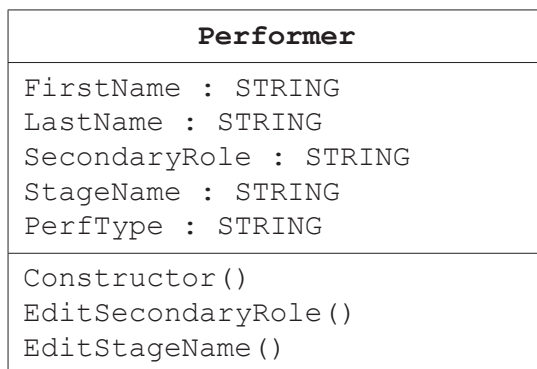 Performer
FirstName : STRING
LastName : STRING
SecondaryRole : STRING
StageName : STRING
PerfType : STRING
Constructor()
EditSecondaryRole()
EditStageName()